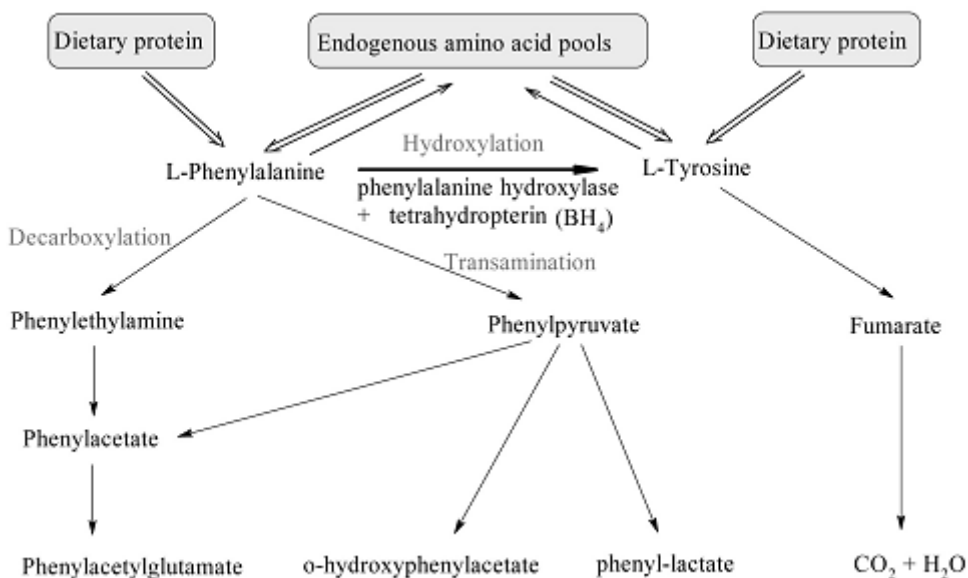 Dietary protein
Endogenous amino acid pools
Dietary protein
Hydroxylation
L-Phenylalanine
L-Tyrosine
phenylalanine hydroxylase
+ tetrahydropterin (BH₄)
Decarboxylation
Transamination
Phenylethylamine
Phenylpyruvate
Fumarate
Phenylacetate
Phenylacetylglutamate
o-hydroxyphenylacetate
phenyl-lactate
CO₂ + H₂O